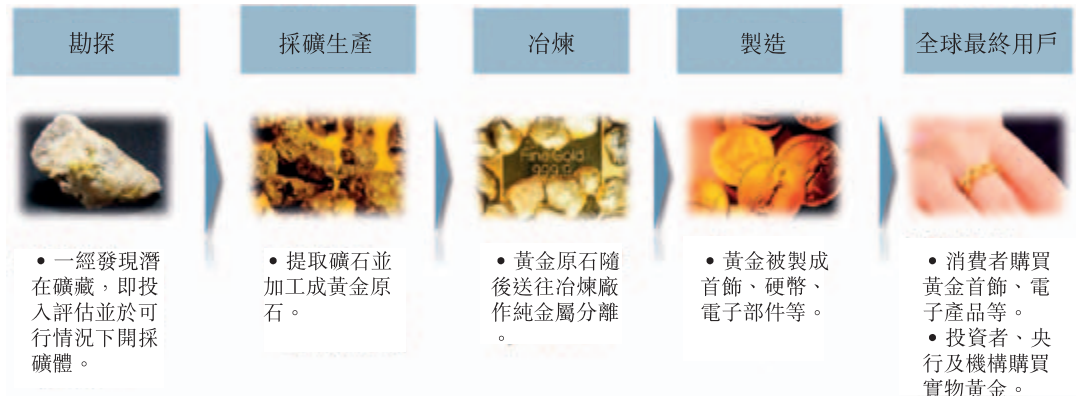 勘探
採礦生產
冶煉
製造
全球最終用戶
Fine Gold
999.9
• 一經發現潛
在礦藏，即投
入評估並於可
行情況下開採
礦體。
• 提取礦石並
加工成黃金原
石。
• 黃金原石隨
後送往冶煉廠
作純金屬分離
。
• 黃金被製成
首飾、硬幣、
電子部件等。
• 消費者購買
黃金首飾、電
子產品等。
• 投資者、央
行及機構購買
實物黃金。